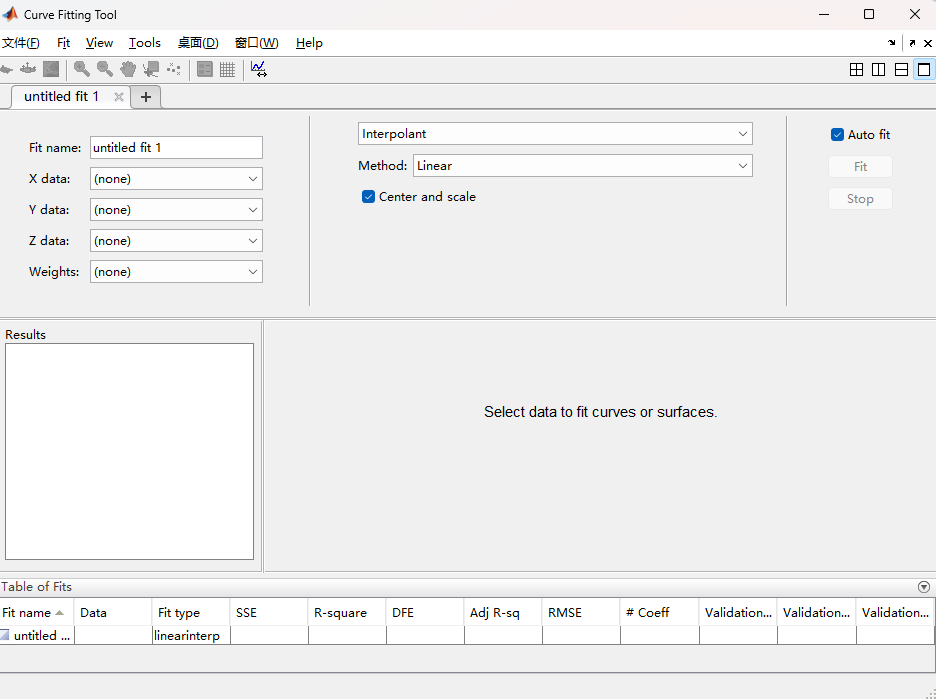 Curve Fitting Tool
文件(F) Fit View Tools 桌面(D) 窗口(W) Help
untitled fit 1
Fit name: untitled fit 1
X data: (none)
Y data: (none)
Z data: (none)
Weights: (none)
Interpolant
Method: Linear
Center and scale
Auto fit
Fit
Stop
Results
Select data to fit curves or surfaces.
Table of Fits
Fit name Data Fit type SSE R-square DFE Adj R-sq RMSE # Coeff Validation... Validation... Validation...
untitled ... linearinterp